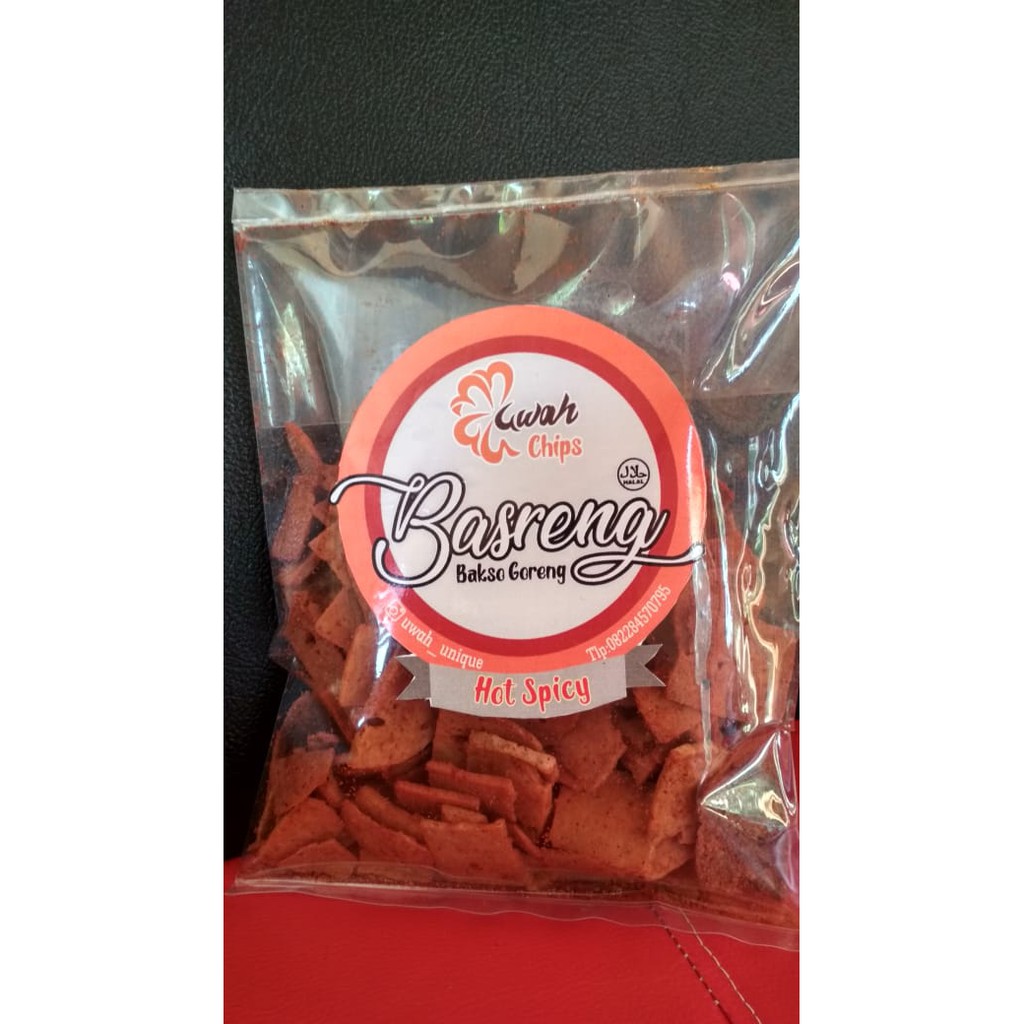 uwah
Chips
حلال
HALAL
Basreng
Bakso Goreng
uwah_unique
Tlp.082284570795
Hot Spicy